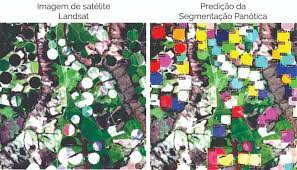 Imagem de satélite
Landsat
Predição da
Segmentação Panótica